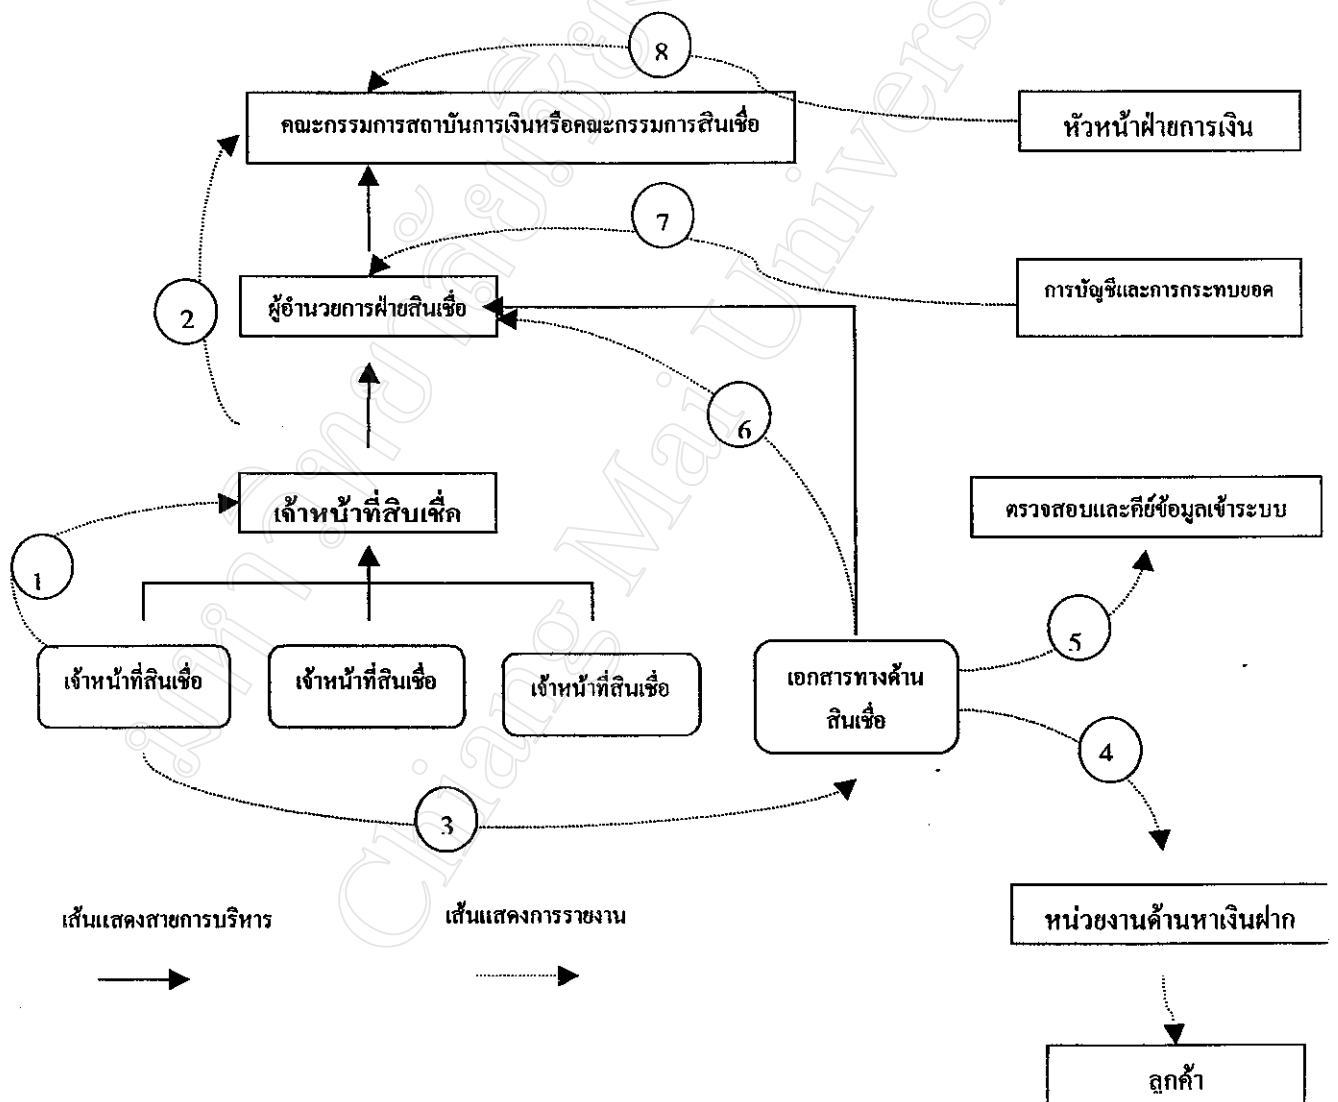 8
คณะกรรมการสถาบันการเงินหรือคณะกรรมการสินเชื่อ
หัวหน้าฝ่ายการเงิน
7
ผู้อำนวยการฝ่ายสินเชื่อ
การบัญชีและการกระทบยอด
2
6
เจ้าหน้าที่สินเชื่อ
ตรวจสอบและคีย์ข้อมูลเข้าระบบ
1
5
เจ้าหน้าที่สินเชื่อ
เจ้าหน้าที่สินเชื่อ
เจ้าหน้าที่สินเชื่อ
เอกสารทางด้าน
สินเชื่อ
4
3
เส้นแสดงสายการบริหาร
เส้นแสดงการรายงาน
หน่วยงานด้านหาเงินฝาก
ลูกค้า
Chiang Mai Univers